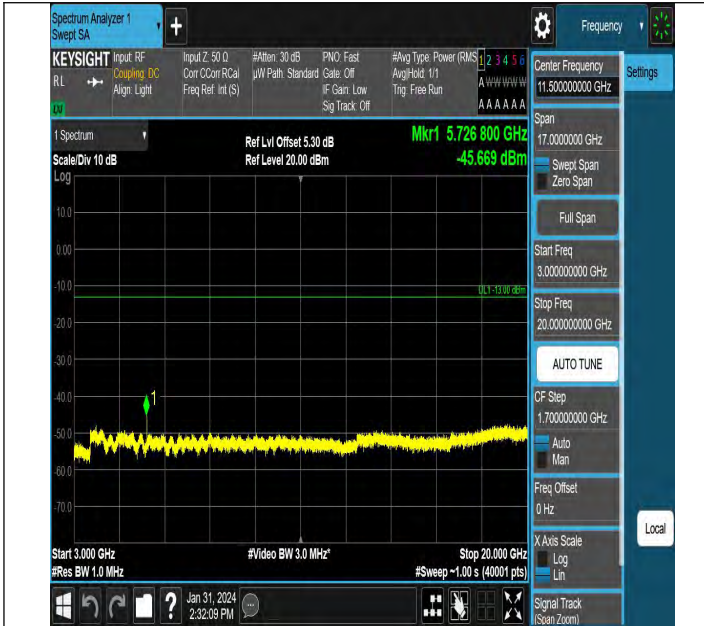 Spectrum Analyzer 1
Swept SA
+
Frequency
KEYSIGHT
RL
Input: RF
Coupling: DC
Align: Light
Input Z: 50 Ω
Corr CCorr RCal
Freq Ref: Int (S)
#Atten: 30 dB
µW Path: Standard
PNO: Fast
Gate: Off
IF Gain: Low
Sig Track: Off
#Avg Type: Power (RMS
Avg|Hold: 1/1
Trig: Free Run
1 2 3 4 5 6
A W W W W W
A A A A A A
1 Spectrum
Scale/Div 10 dB
Ref Lvl Offset 5.30 dB
Ref Level 20.00 dBm
Mkr1 5.726 800 GHz
-45.669 dBm
Log
10.0
0.00
-10.0
-20.0
-30.0
-40.0
-50.0
-60.0
-70.0
UL1 -13.00 dBm
1
Start 3.000 GHz
#Res BW 1.0 MHz
#Video BW 3.0 MHz*
Stop 20.000 GHz
#Sweep ~1.00 s (40001 pts)
Center Frequency
11.500000000 GHz
Settings
Span
17.0000000 GHz
Swept Span
Zero Span
Full Span
Start Freq
3.000000000 GHz
Stop Freq
20.000000000 GHz
AUTO TUNE
CF Step
1.700000000 GHz
Auto
Man
Freq Offset
0 Hz
X Axis Scale
Log
Lin
Signal Track
(Span Zoom)
Local
?
Jan 31, 2024
2:32:09 PM